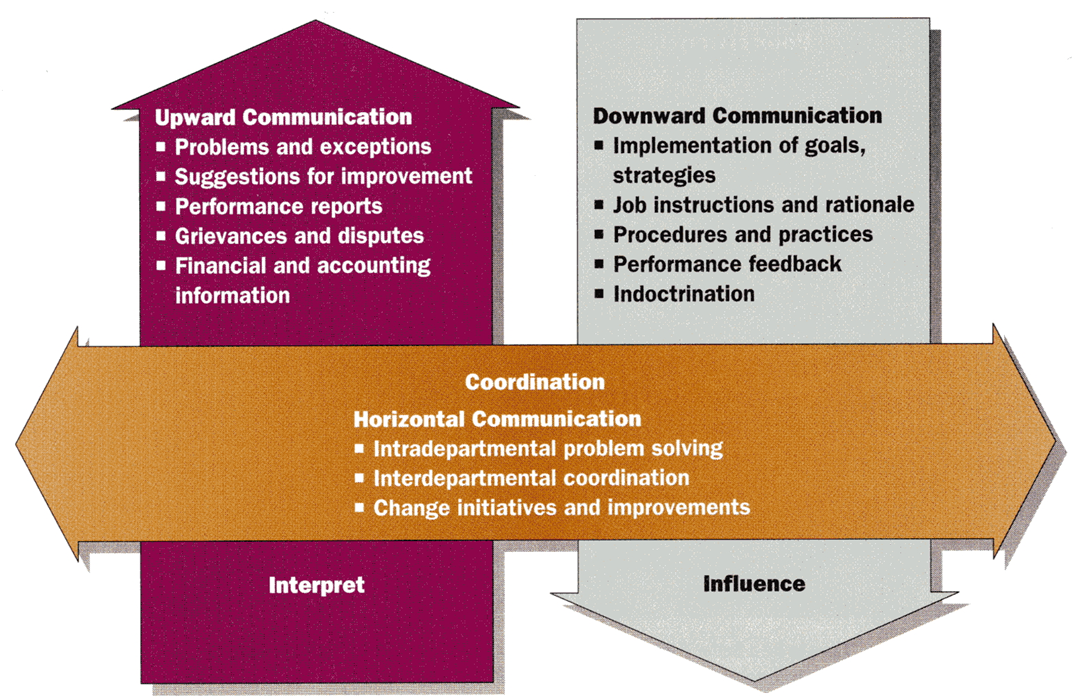 Upward Communication
▪ Problems and exceptions
▪ Suggestions for improvement
▪ Performance reports
▪ Grievances and disputes
▪ Financial and accounting
information
Downward Communication
▪ Implementation of goals,
strategies
▪ Job instructions and rationale
▪ Procedures and practices
▪ Performance feedback
▪ Indoctrination
Coordination
Horizontal Communication
▪ Intradepartmental problem solving
▪ Interdepartmental coordination
▪ Change initiatives and improvements
Interpret
Influence